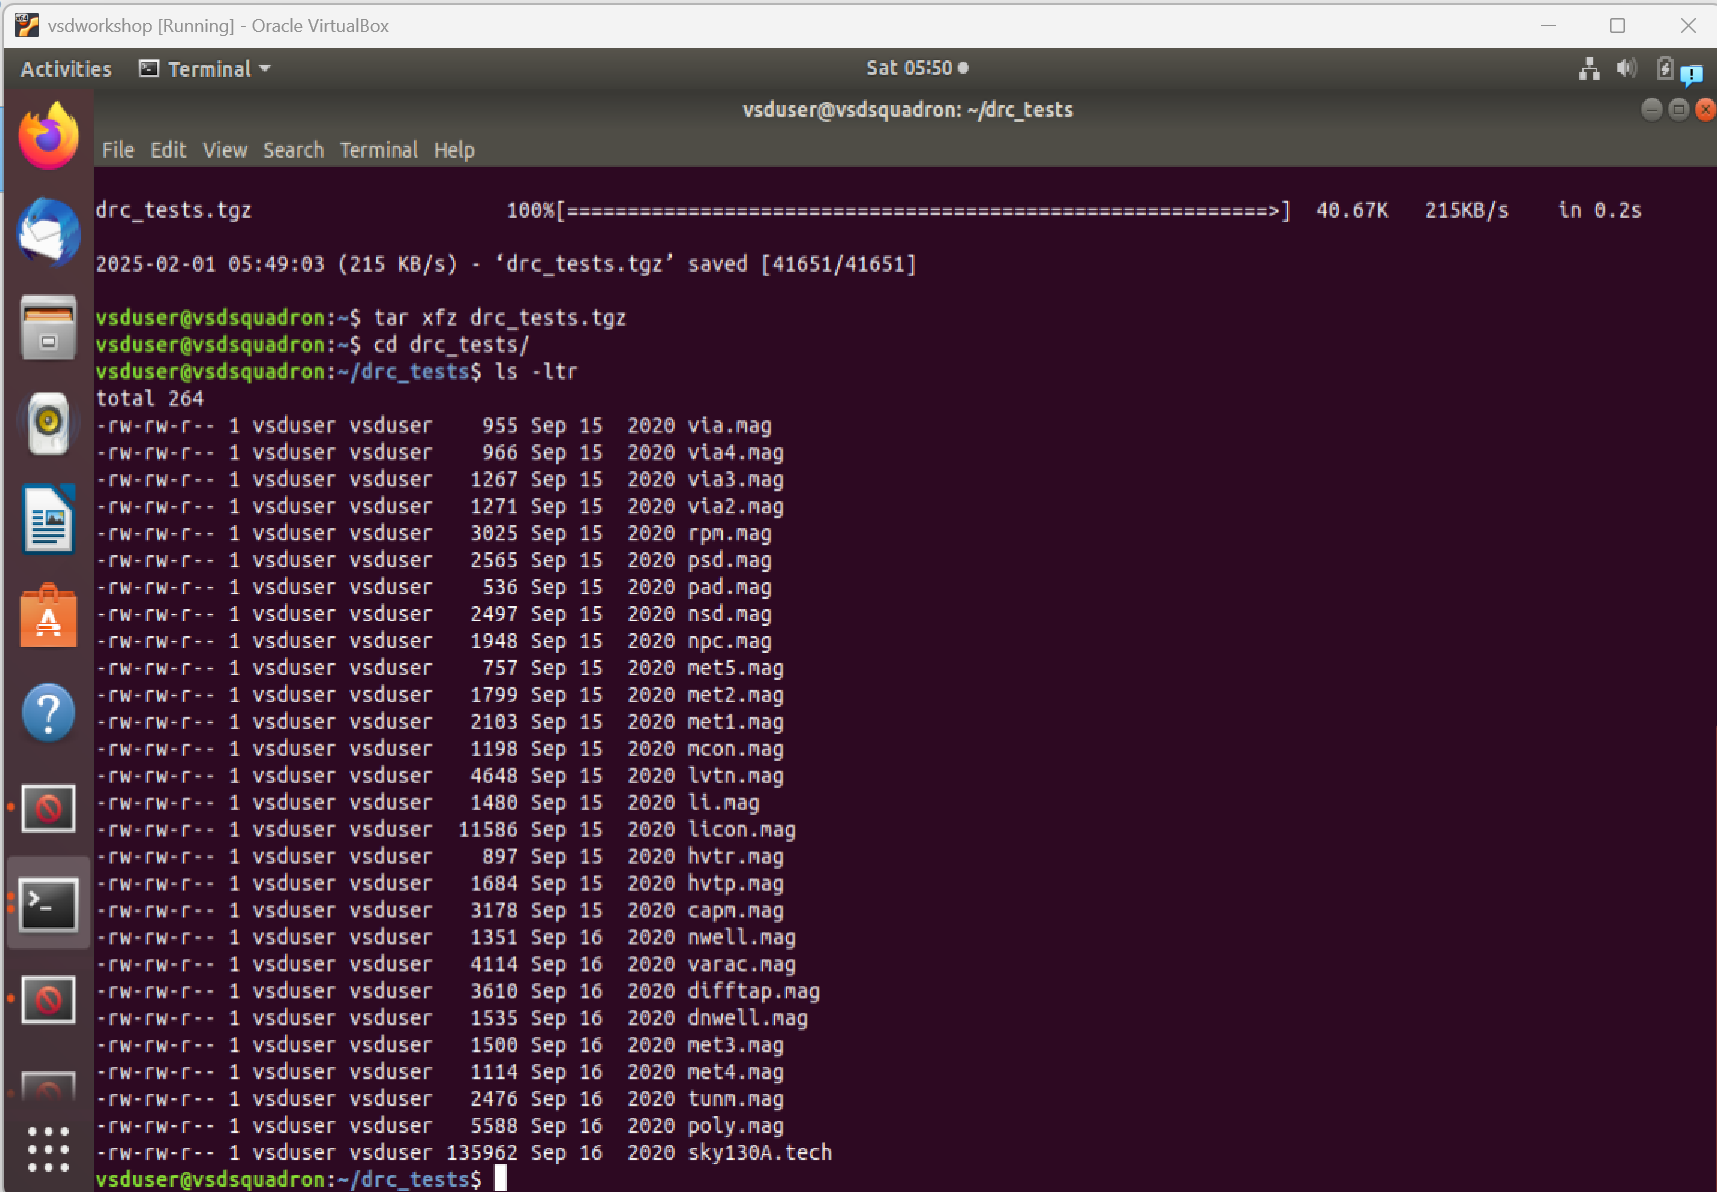 vsdworkshop [Running] - Oracle VirtualBox
Activities Terminal Sat 05:50
vsduser@vsdsquadron: ~/drc_tests
File Edit View Search Terminal Help
drc_tests.tgz 100%[==========================================================>] 40.67K 215KB/s in 0.2s
2025-02-01 05:49:03 (215 KB/s) - ‘drc_tests.tgz’ saved [41651/41651]
vsduser@vsdsquadron:~$ tar xfz drc_tests.tgz
vsduser@vsdsquadron:~$ cd drc_tests/
vsduser@vsdsquadron:~/drc_tests$ ls -ltr
total 264
-rw-rw-r-- 1 vsduser vsduser 955 Sep 15 2020 via.mag
-rw-rw-r-- 1 vsduser vsduser 966 Sep 15 2020 via4.mag
-rw-rw-r-- 1 vsduser vsduser 1267 Sep 15 2020 via3.mag
-rw-rw-r-- 1 vsduser vsduser 1271 Sep 15 2020 via2.mag
-rw-rw-r-- 1 vsduser vsduser 3025 Sep 15 2020 rpm.mag
-rw-rw-r-- 1 vsduser vsduser 2565 Sep 15 2020 psd.mag
-rw-rw-r-- 1 vsduser vsduser 536 Sep 15 2020 pad.mag
-rw-rw-r-- 1 vsduser vsduser 2497 Sep 15 2020 nsd.mag
-rw-rw-r-- 1 vsduser vsduser 1948 Sep 15 2020 npc.mag
-rw-rw-r-- 1 vsduser vsduser 757 Sep 15 2020 met5.mag
-rw-rw-r-- 1 vsduser vsduser 1799 Sep 15 2020 met2.mag
-rw-rw-r-- 1 vsduser vsduser 2103 Sep 15 2020 met1.mag
-rw-rw-r-- 1 vsduser vsduser 1198 Sep 15 2020 mcon.mag
-rw-rw-r-- 1 vsduser vsduser 4648 Sep 15 2020 lvtn.mag
-rw-rw-r-- 1 vsduser vsduser 1480 Sep 15 2020 li.mag
-rw-rw-r-- 1 vsduser vsduser 11586 Sep 15 2020 licon.mag
-rw-rw-r-- 1 vsduser vsduser 897 Sep 15 2020 hvtr.mag
-rw-rw-r-- 1 vsduser vsduser 1684 Sep 15 2020 hvtp.mag
-rw-rw-r-- 1 vsduser vsduser 3178 Sep 15 2020 capm.mag
-rw-rw-r-- 1 vsduser vsduser 1351 Sep 16 2020 nwell.mag
-rw-rw-r-- 1 vsduser vsduser 4114 Sep 16 2020 varac.mag
-rw-rw-r-- 1 vsduser vsduser 3610 Sep 16 2020 difftap.mag
-rw-rw-r-- 1 vsduser vsduser 1535 Sep 16 2020 dnwell.mag
-rw-rw-r-- 1 vsduser vsduser 1500 Sep 16 2020 met3.mag
-rw-rw-r-- 1 vsduser vsduser 1114 Sep 16 2020 met4.mag
-rw-rw-r-- 1 vsduser vsduser 2476 Sep 16 2020 tunm.mag
-rw-rw-r-- 1 vsduser vsduser 5588 Sep 16 2020 poly.mag
-rw-rw-r-- 1 vsduser vsduser 135962 Sep 16 2020 sky130A.tech
vsduser@vsdsquadron:~/drc_tests$